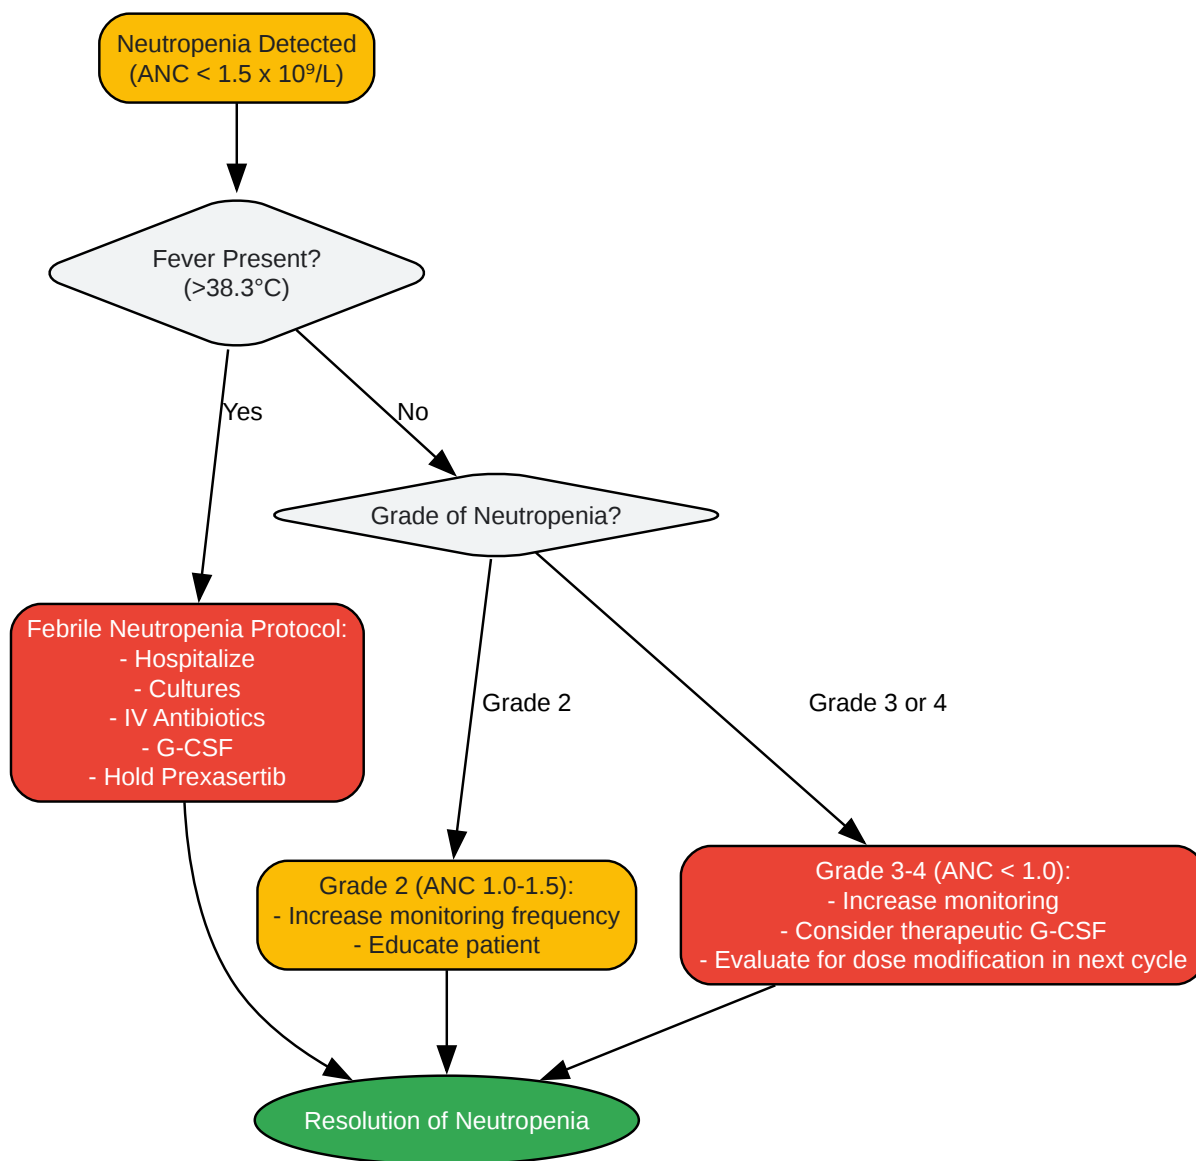 Neutropenia Detected
(ANC < 1.5 x 10⁹/L)
Fever Present?
(>38.3°C)
Yes
No
Grade of Neutropenia?
Febrile Neutropenia Protocol:
- Hospitalize
- Cultures
- IV Antibiotics
- G-CSF
- Hold Prexasertib
Grade 2
Grade 3 or 4
Grade 2 (ANC 1.0-1.5):
- Increase monitoring frequency
- Educate patient
Grade 3-4 (ANC < 1.0):
- Increase monitoring
- Consider therapeutic G-CSF
- Evaluate for dose modification in next cycle
Resolution of Neutropenia